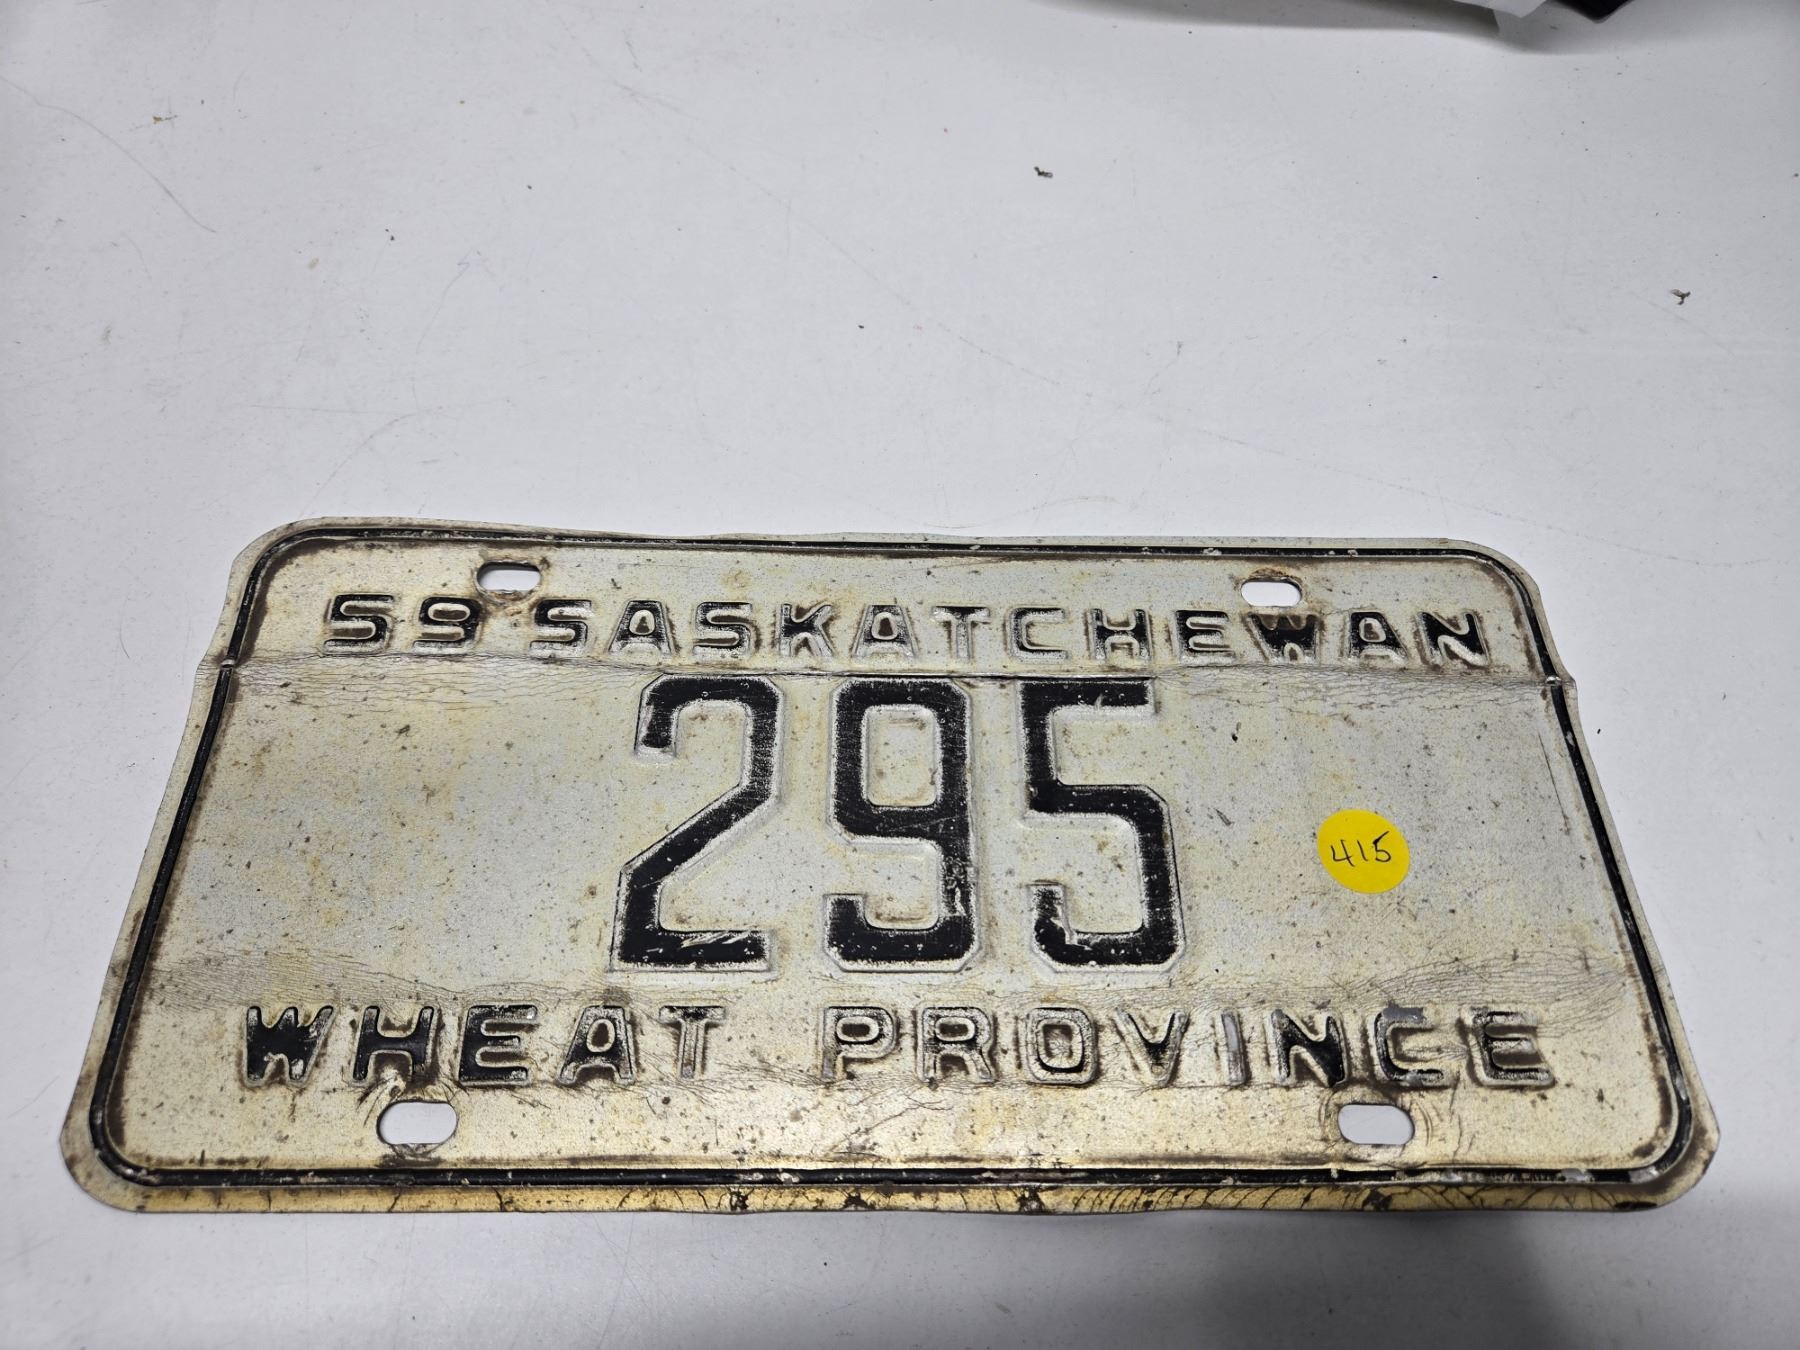 59 SASKATCHEWAN
295
415
WHEAT PROVINCE